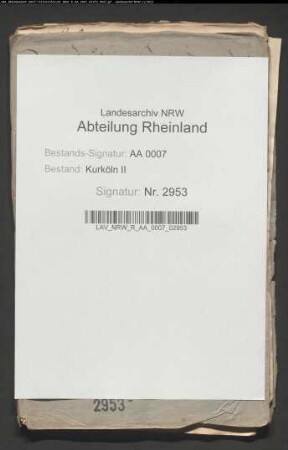 Landesarchiv NRW
Abteilung Rheinland
Bestands-Signatur: AA 0007
Bestand: Kurköln II
Signatur: Nr. 2953
LAV_NRW_R_AA_0007_02953
2953